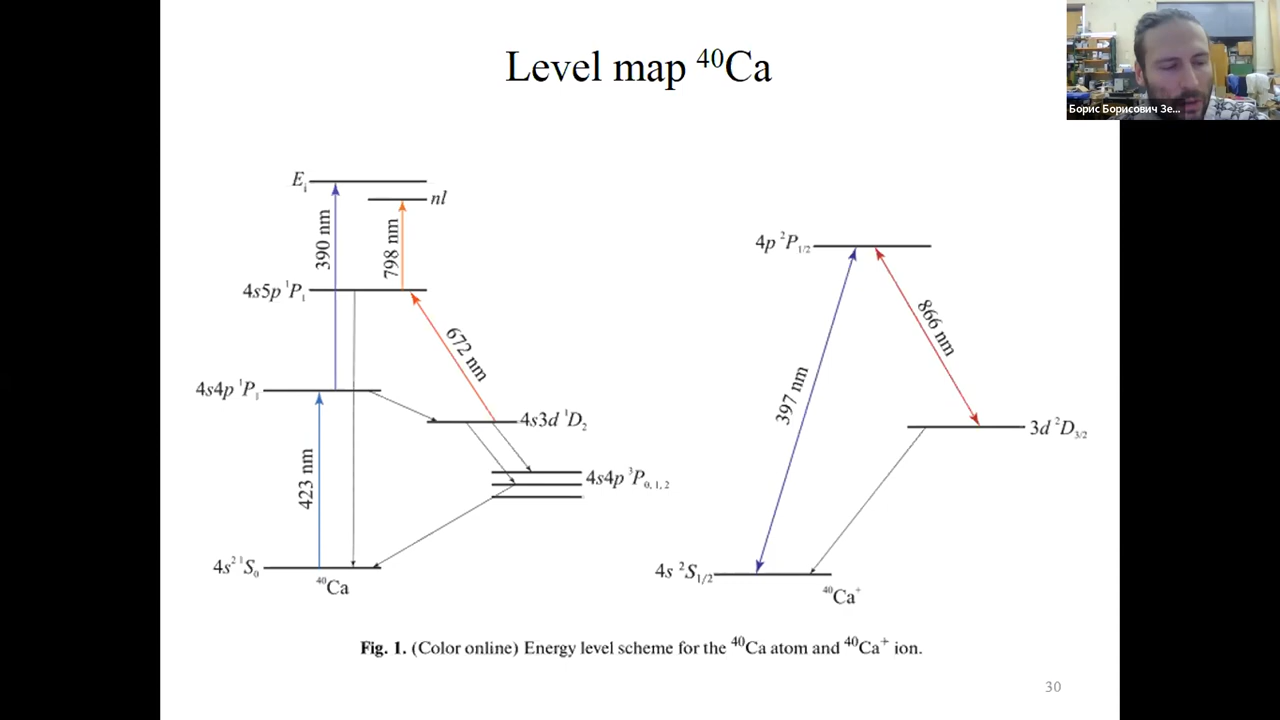 Level map ⁴⁰Ca
Борис Борисович Зе...
Eᵢ
nl
390 nm
798 nm
4s5p ¹P₁
672 nm
4s4p ¹P₁
4s3d ¹D₂
423 nm
4s4p ³P₀,₁,₂
4s² ¹S₀
⁴⁰Ca
4p ²P₁/₂
866 nm
397 nm
3d ²D₃/₂
4s ²S₁/₂
⁴⁰Ca⁺
Fig. 1. (Color online) Energy level scheme for the ⁴⁰Ca atom and ⁴⁰Ca⁺ ion.
30